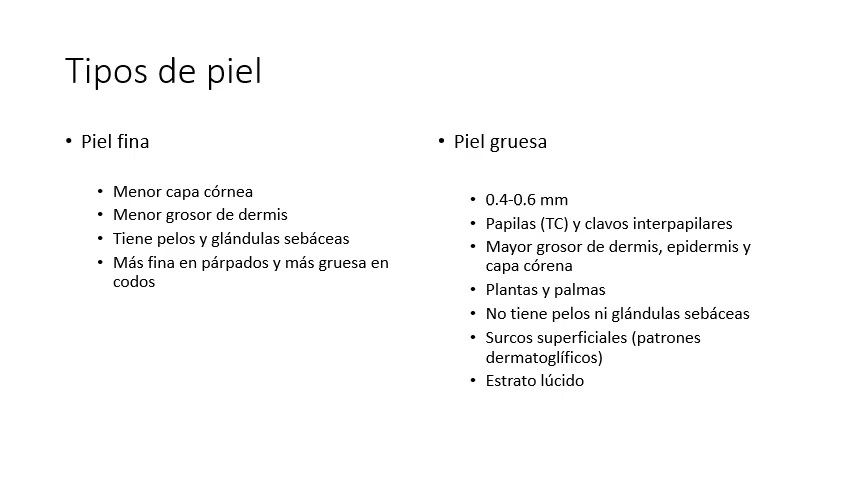 Tipos de piel
• Piel fina
• Menor capa córnea
• Menor grosor de dermis
• Tiene pelos y glándulas sebáceas
• Más fina en párpados y más gruesa en
codos
• Piel gruesa
• 0.4-0.6 mm
• Papilas (TC) y clavos interpapilares
• Mayor grosor de dermis, epidermis y
capa córena
• Plantas y palmas
• No tiene pelos ni glándulas sebáceas
• Surcos superficiales (patrones
dermatoglíficos)
• Estrato lúcido